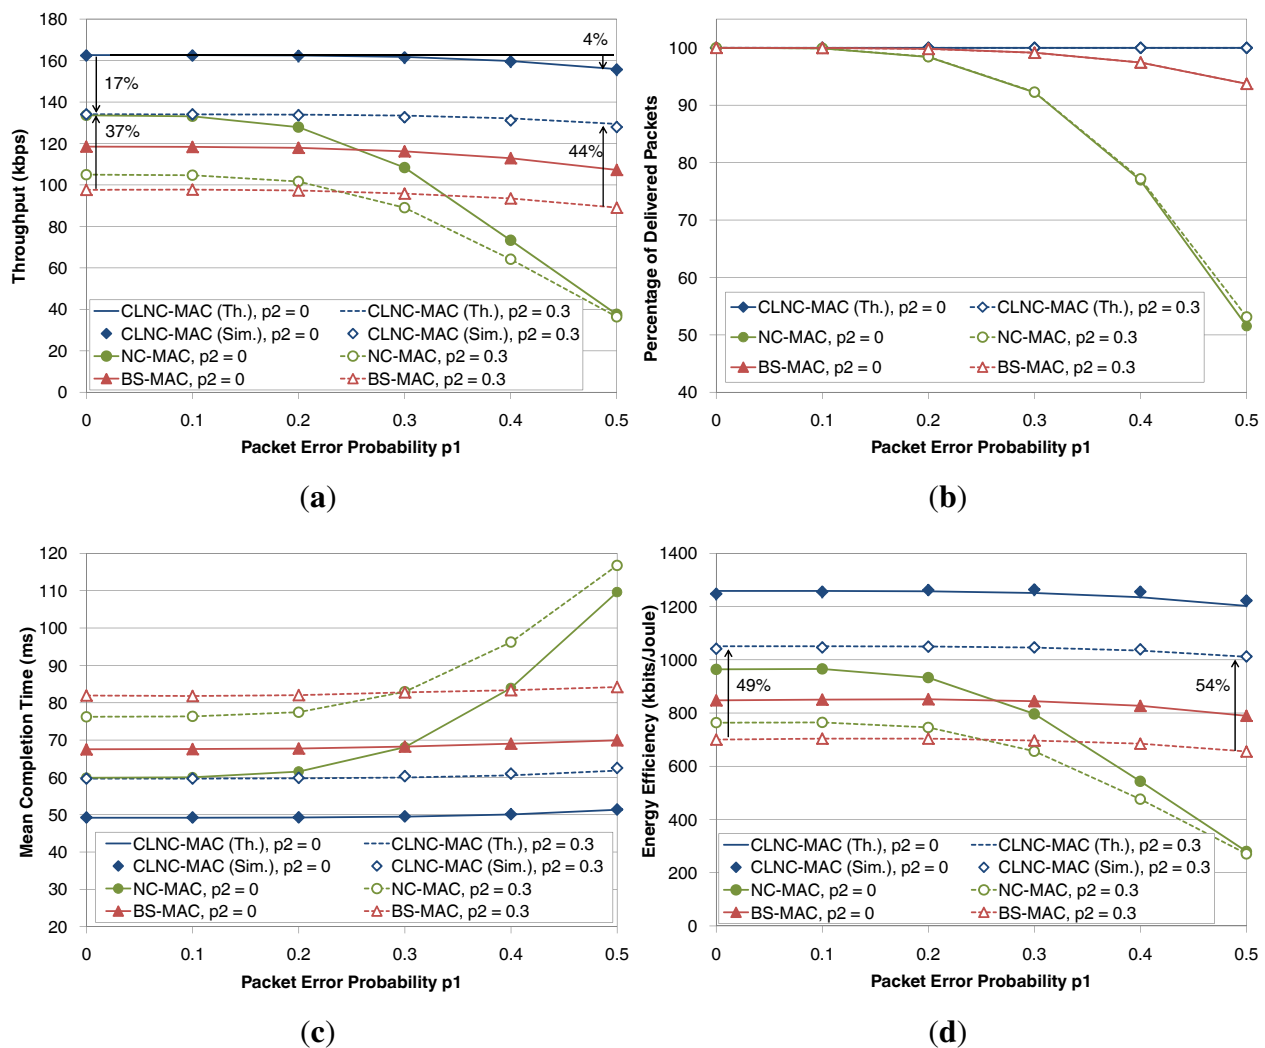 180
160
140
120
100
80
60
40
20
0
Throughput (kbps)
4%
17%
37%
44%
CLNC-MAC (Th.), p2 = 0
CLNC-MAC (Th.), p2 = 0.3
CLNC-MAC (Sim.), p2 = 0
CLNC-MAC (Sim.), p2 = 0.3
NC-MAC, p2 = 0
NC-MAC, p2 = 0.3
BS-MAC, p2 = 0
BS-MAC, p2 = 0.3
0 0.1 0.2 0.3 0.4 0.5
Packet Error Probability p1
(a)
100
90
80
70
60
50
40
Percentage of Delivered Packets
CLNC-MAC (Th.), p2 = 0
CLNC-MAC (Th.), p2 = 0.3
NC-MAC, p2 = 0
NC-MAC, p2 = 0.3
BS-MAC, p2 = 0
BS-MAC, p2 = 0.3
0 0.1 0.2 0.3 0.4 0.5
Packet Error Probability p1
(b)
120
110
100
90
80
70
60
50
40
30
20
Mean Completion Time (ms)
CLNC-MAC (Th.), p2 = 0
CLNC-MAC (Th.), p2 = 0.3
CLNC-MAC (Sim.), p2 = 0
CLNC-MAC (Sim.), p2 = 0.3
NC-MAC, p2 = 0
NC-MAC, p2 = 0.3
BS-MAC, p2 = 0
BS-MAC, p2 = 0.3
0 0.1 0.2 0.3 0.4 0.5
Packet Error Probability p1
(c)
1400
1200
1000
800
600
400
200
0
Energy Efficiency (kbits/Joule)
49%
54%
CLNC-MAC (Th.), p2 = 0
CLNC-MAC (Th.), p2 = 0.3
CLNC-MAC (Sim.), p2 = 0
CLNC-MAC (Sim.), p2 = 0.3
NC-MAC, p2 = 0
NC-MAC, p2 = 0.3
BS-MAC, p2 = 0
BS-MAC, p2 = 0.3
0 0.1 0.2 0.3 0.4 0.5
Packet Error Probability p1
(d)